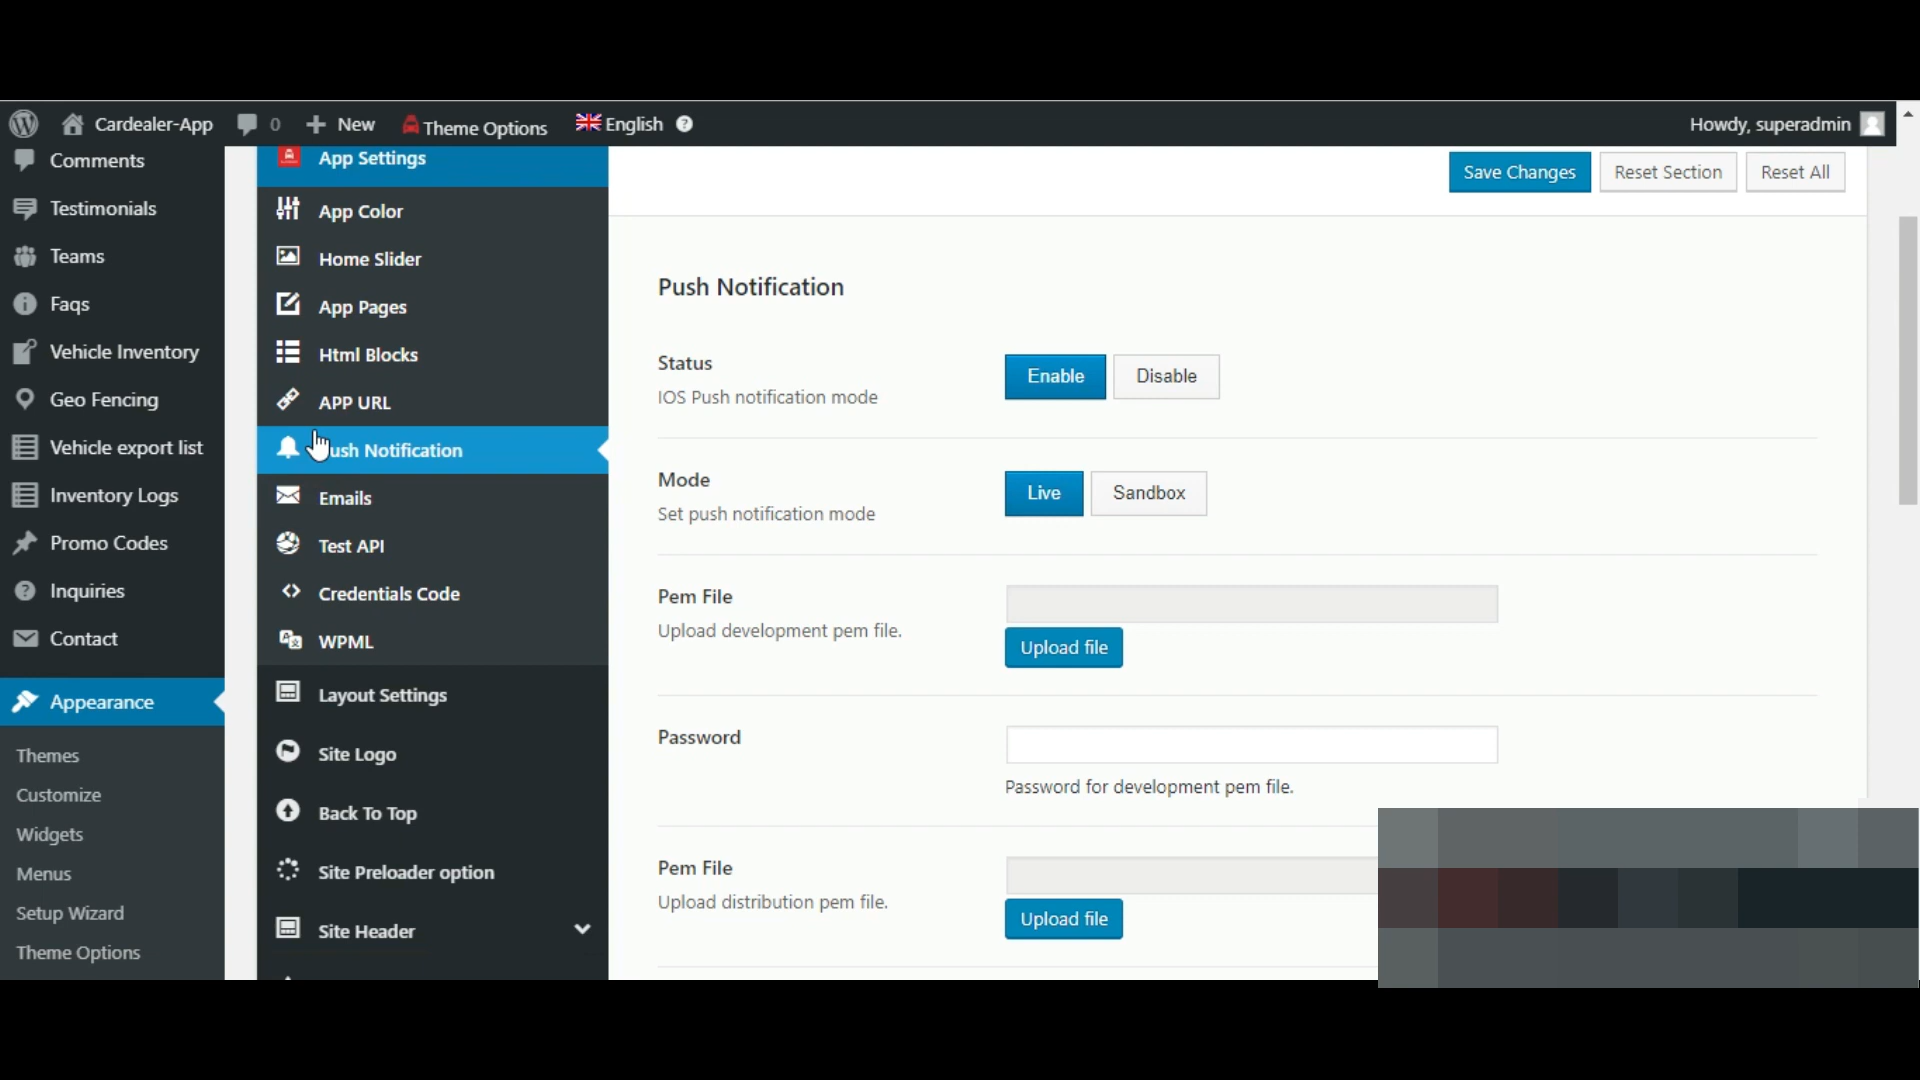 Cardealer-App 0 New Theme Options English Howdy, superadmin
Comments
Testimonials
Teams
Faqs
Vehicle Inventory
Geo Fencing
Vehicle export list
Inventory Logs
Promo Codes
Inquiries
Contact
Appearance
Themes
Customize
Widgets
Menus
Setup Wizard
Theme Options
App Settings
App Color
Home Slider
App Pages
Html Blocks
APP URL
ush Notification
Emails
Test API
Credentials Code
WPML
Layout Settings
Site Logo
Back To Top
Site Preloader option
Site Header
Save Changes Reset Section Reset All
Push Notification
Status
IOS Push notification mode
Enable Disable
Mode
Set push notification mode
Live Sandbox
Pem File
Upload development pem file.
Upload file
Password
Password for development pem file.
Pem File
Upload distribution pem file.
Upload file